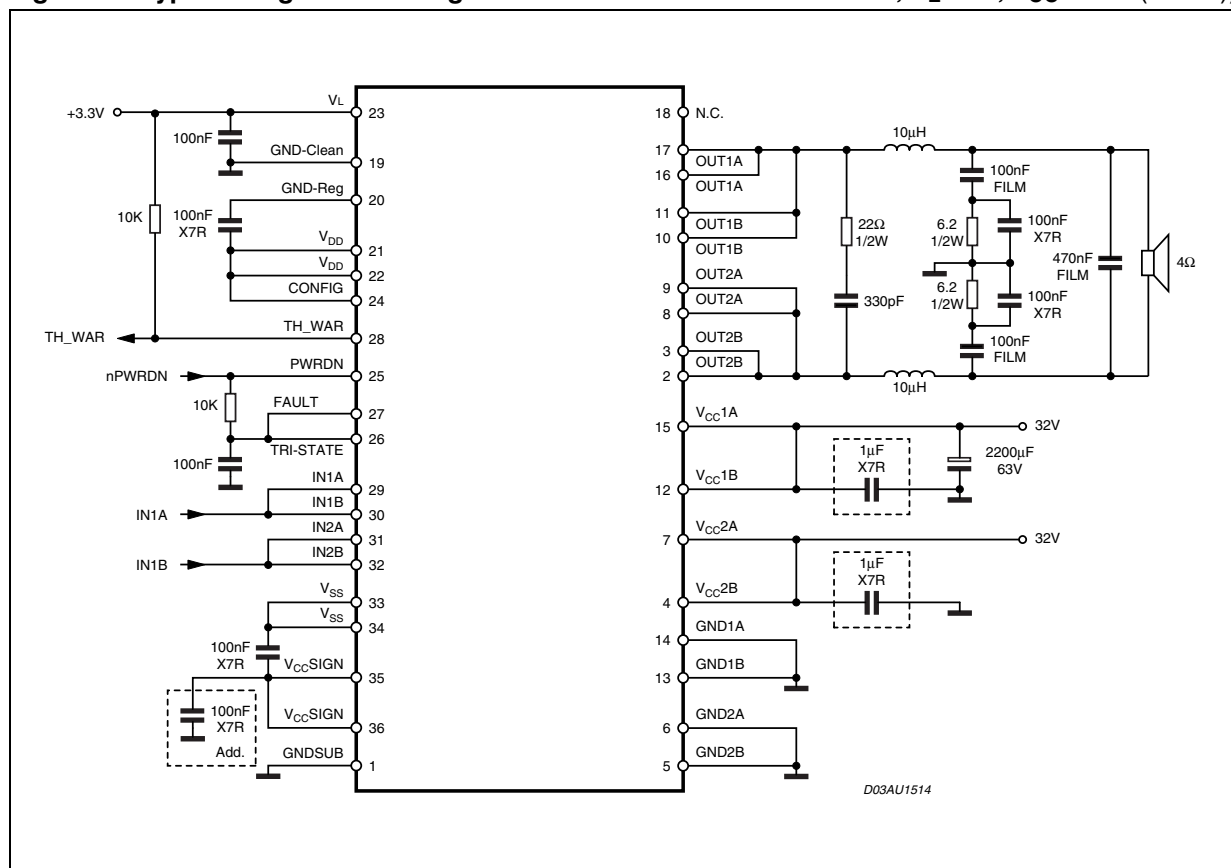 +3.3V
VL
23
100nF
GND-Clean
19
GND-Reg
20
10K
100nF
X7R
VDD
21
VDD
22
CONFIG
24
TH_WAR
TH_WAR
28
nPWRDN
PWRDN
25
10K
FAULT
27
26
TRI-STATE
100nF
IN1A
29
IN1A
IN1B
30
IN2A
31
IN1B
IN2B
32
VSS
33
VSS
34
100nF
X7R
VCCSIGN
35
100nF
X7R
Add.
VCCSIGN
36
GNDSUB
1
18 N.C.
17
OUT1A
16
OUT1A
11
OUT1B
10
OUT1B
OUT2A
9
OUT2A
8
OUT2B
3
OUT2B
2
22Ω
1/2W
330pF
10µH
10µH
100nF
FILM
6.2
1/2W
100nF
X7R
6.2
1/2W
100nF
X7R
100nF
FILM
470nF
FILM
4Ω
VCC1A
15
32V
1µF
X7R
2200µF
63V
VCC1B
12
VCC2A
7
32V
1µF
X7R
VCC2B
4
GND1A
14
GND1B
13
GND2A
6
GND2B
5
D03AU1514